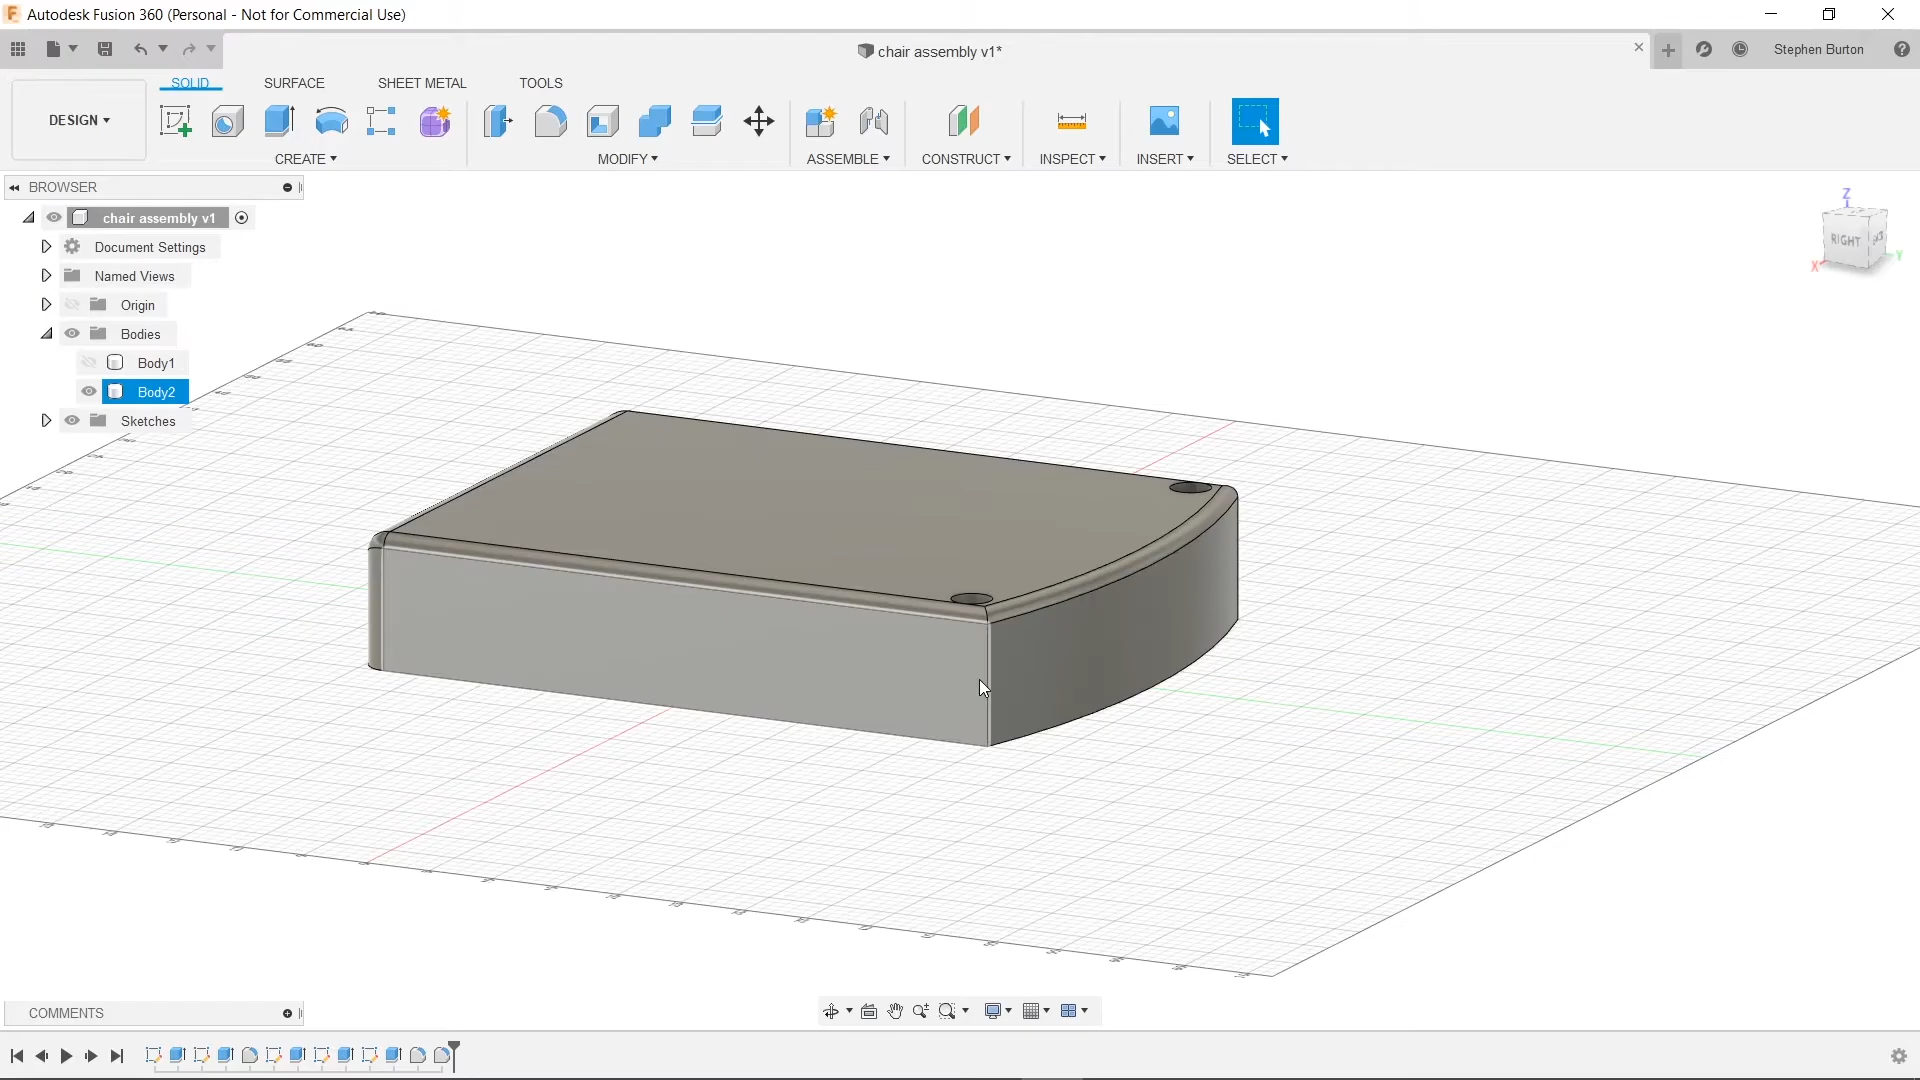 Autodesk Fusion 360 (Personal - Not for Commercial Use)
chair assembly v1*
Stephen Burton
SOLID SURFACE SHEET METAL TOOLS
DESIGN
CREATE MODIFY ASSEMBLE CONSTRUCT INSPECT INSERT SELECT
BROWSER
chair assembly v1
Document Settings
Named Views
Origin
Bodies
Body1
Body2
Sketches
Z
RIGHT
X
Y
COMMENTS